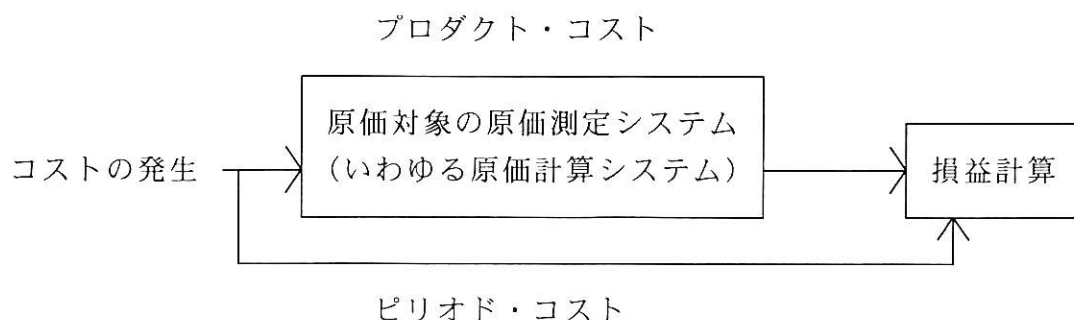 プロダクト・コスト
原価対象の原価測定システム
(いわゆる原価計算システム)
コストの発生
損益計算
ピリオド・コスト